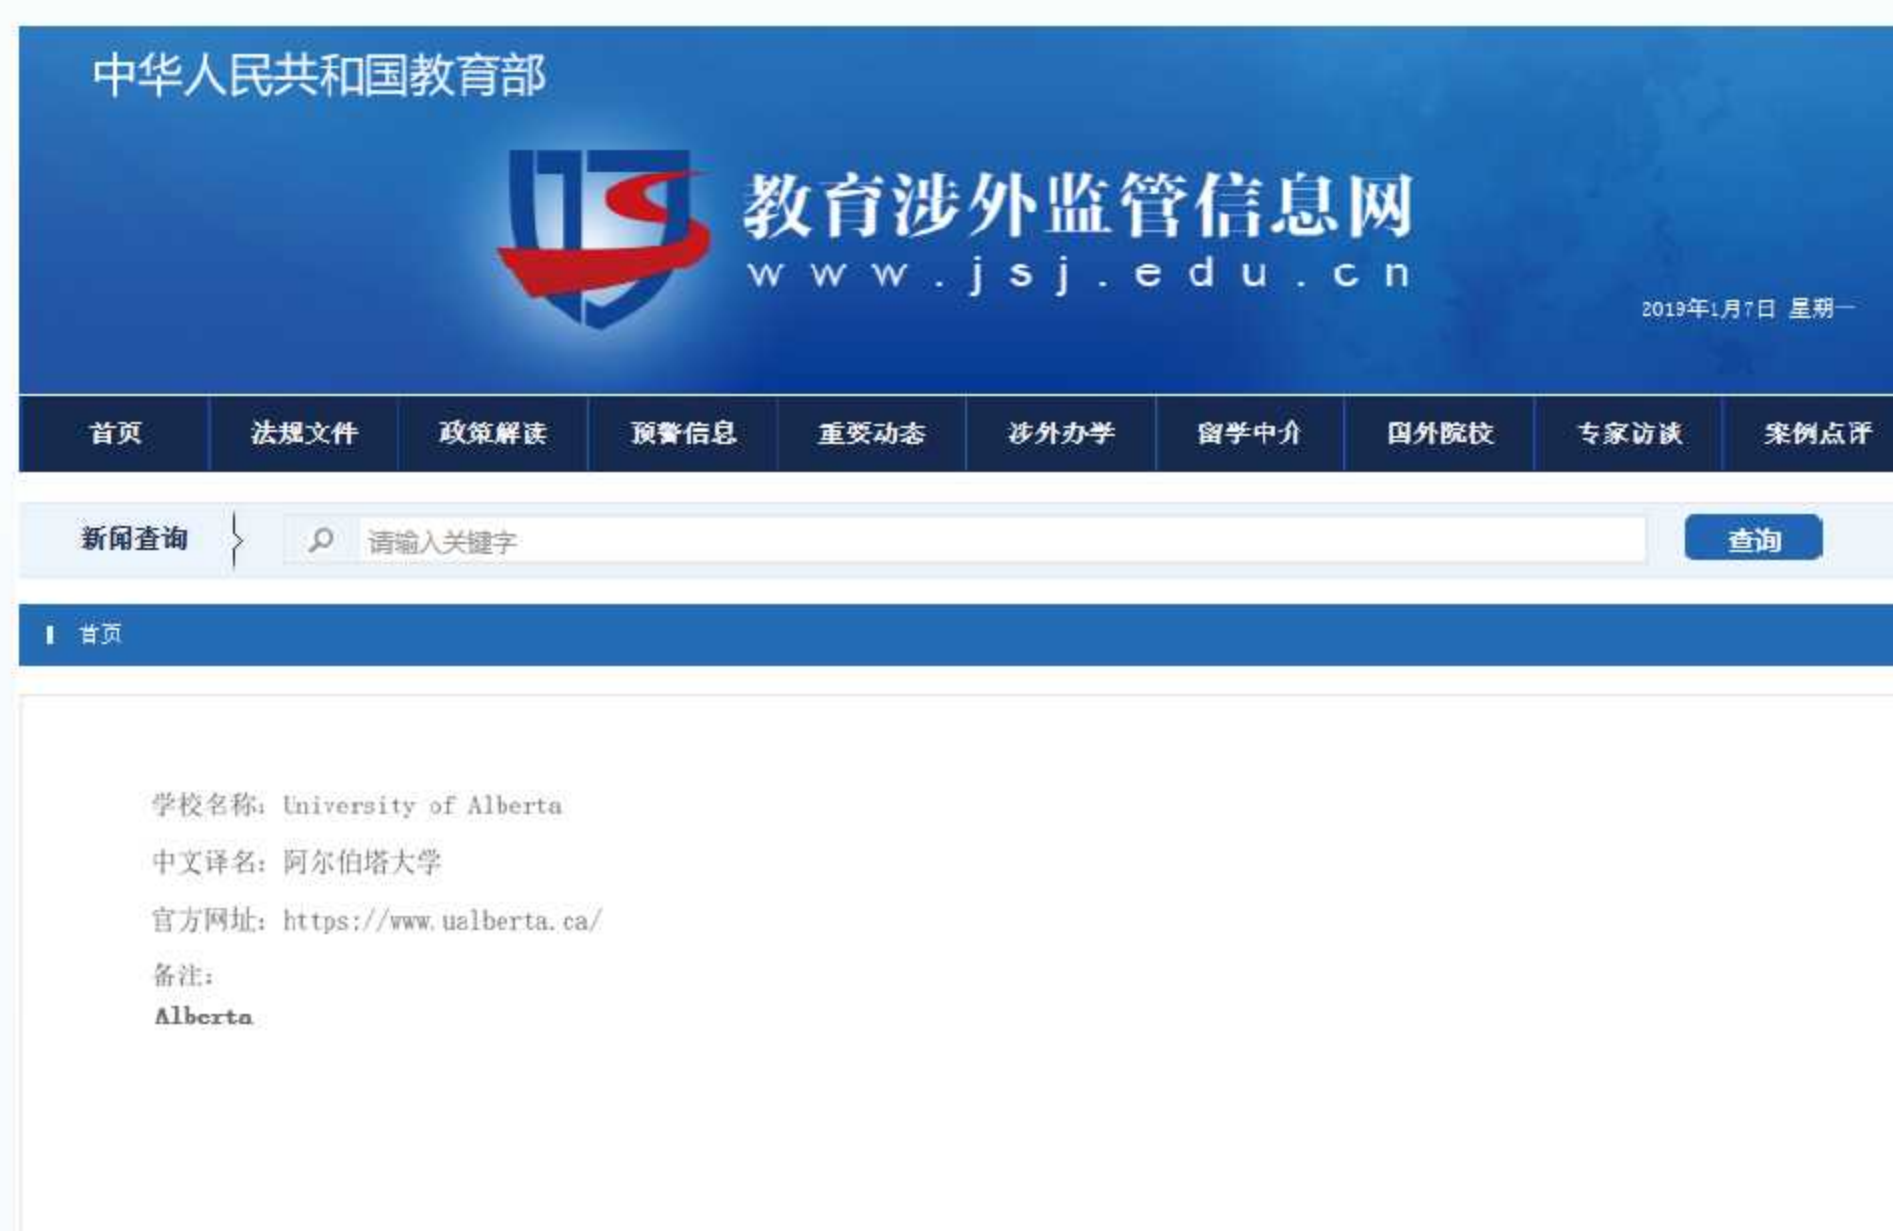 中华人民共和国教育部
教育涉外监管信息网
www.jsj.edu.cn
2019年1月7日 星期一
首页 法规文件 政策解读 预警信息 重要动态 涉外办学 留学中介 国外院校 专家访谈 案例点评
新闻查询 请输入关键字 查询
首页
学校名称: University of Alberta
中文译名: 阿尔伯塔大学
官方网址: https://www.ualberta.ca/
备注:
Alberta